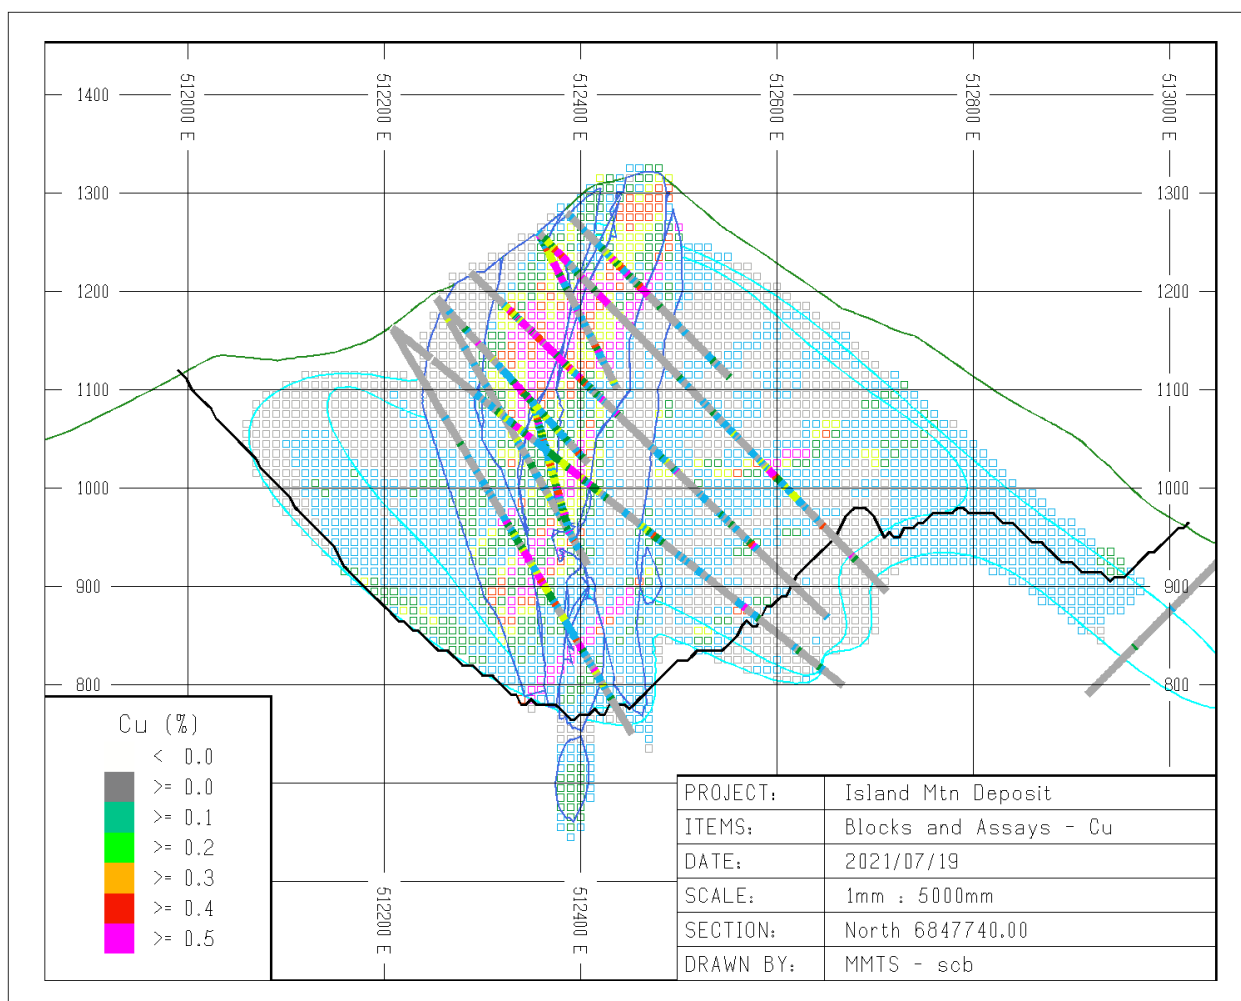 512000 E
512200 E
512400 E
512600 E
512800 E
513000 E
1400
1300
1300
1200
1200
1100
1100
1000
1000
900
900
800
800
Cu (%)
< 0.0
>= 0.0
>= 0.1
>= 0.2
>= 0.3
>= 0.4
>= 0.5
512200 E
512400 E
PROJECT: Island Mtn Deposit
ITEMS: Blocks and Assays - Cu
DATE: 2021/07/19
SCALE: 1mm : 5000mm
SECTION: North 6847740.00
DRAWN BY: MMTS - scb